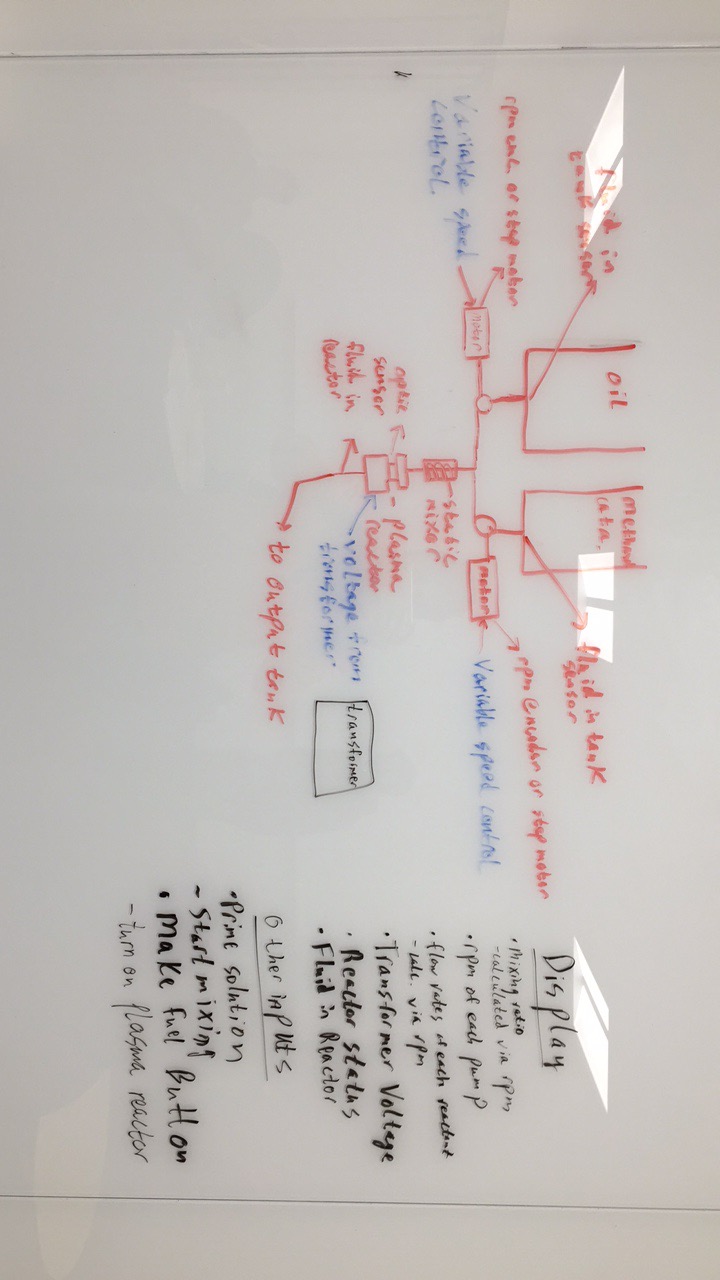 oil
methanol
cata.
fluid in
tank sensor
fluid in tank
sensor
rpm enc. or step motor
rpm encoder or step motor
motor
motor
Variable speed
control
Variable speed control
static
mixer
optic
sensor
plasma
reactor
fluid in
reactor
voltage from
transformer
transformer
to output tank
Display
• Mixing ratio
- calculated via rpm
• rpm of each pump
• flow rates of each reactant
- calc. via rpm
• Transformer Voltage
• Reactor status
• Fluid in Reactor
Other inputs
• Prime solution
- Start mixing
• Make fuel Button
- turn on plasma reactor